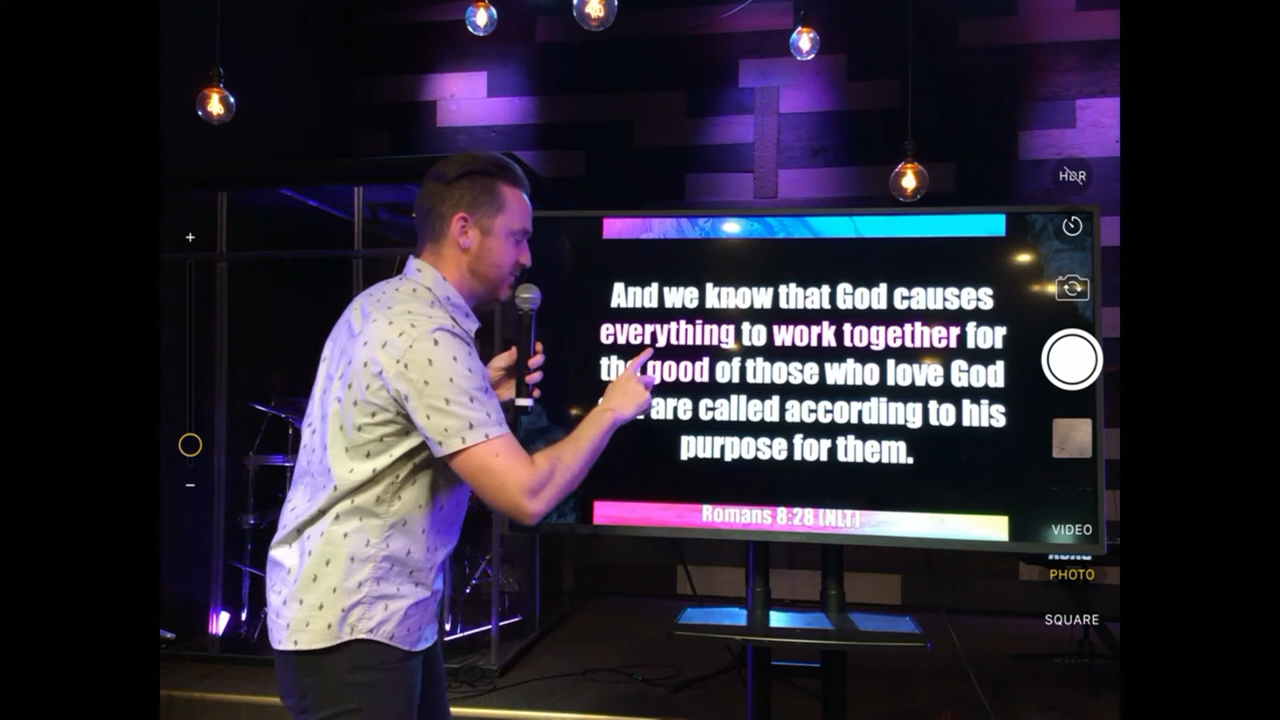 HDR
And we know that God causes
everything to work together for
the good of those who love God
are called according to his
purpose for them.
Romans 8:28 (NLT)
VIDEO
PHOTO
SQUARE